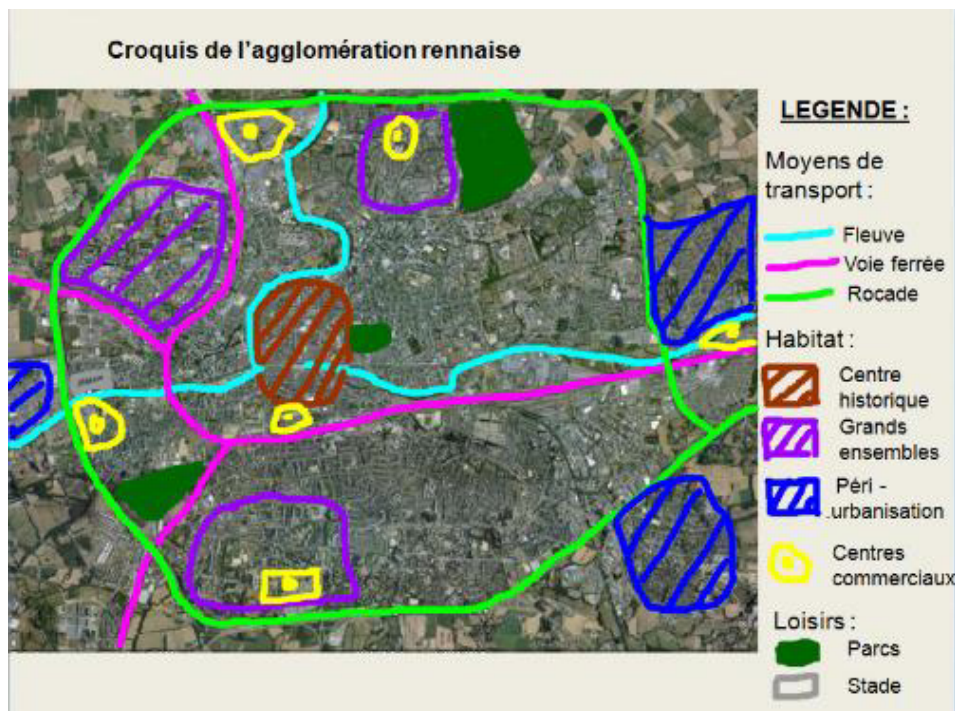 Croquis de l'agglomération rennaise
LEGENDE :
Moyens de
transport :
Fleuve
Voie ferrée
Rocade
Habitat :
Centre
historique
Grands
ensembles
Péri -
.urbanisation
Centres
commerciaux
Loisirs :
Parcs
Stade